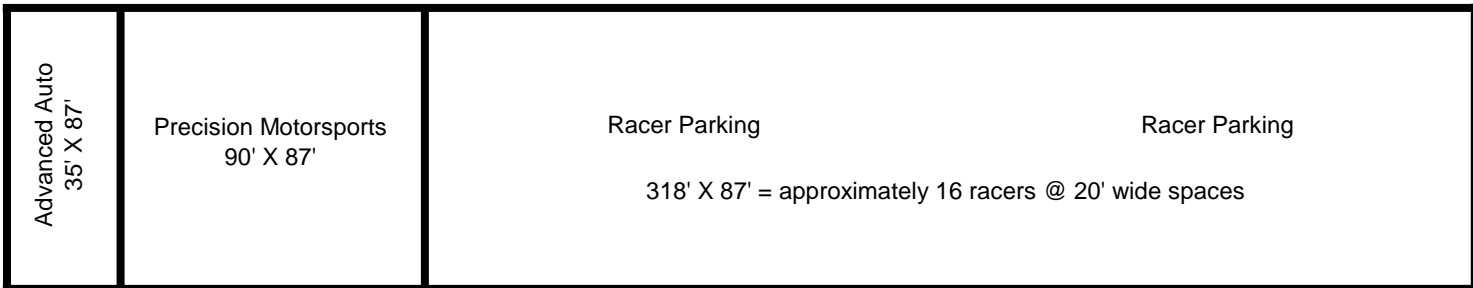 Advanced Auto
35' X 87'
Precision Motorsports
90' X 87'
Racer Parking
Racer Parking
318' X 87' = approximately 16 racers @ 20' wide spaces